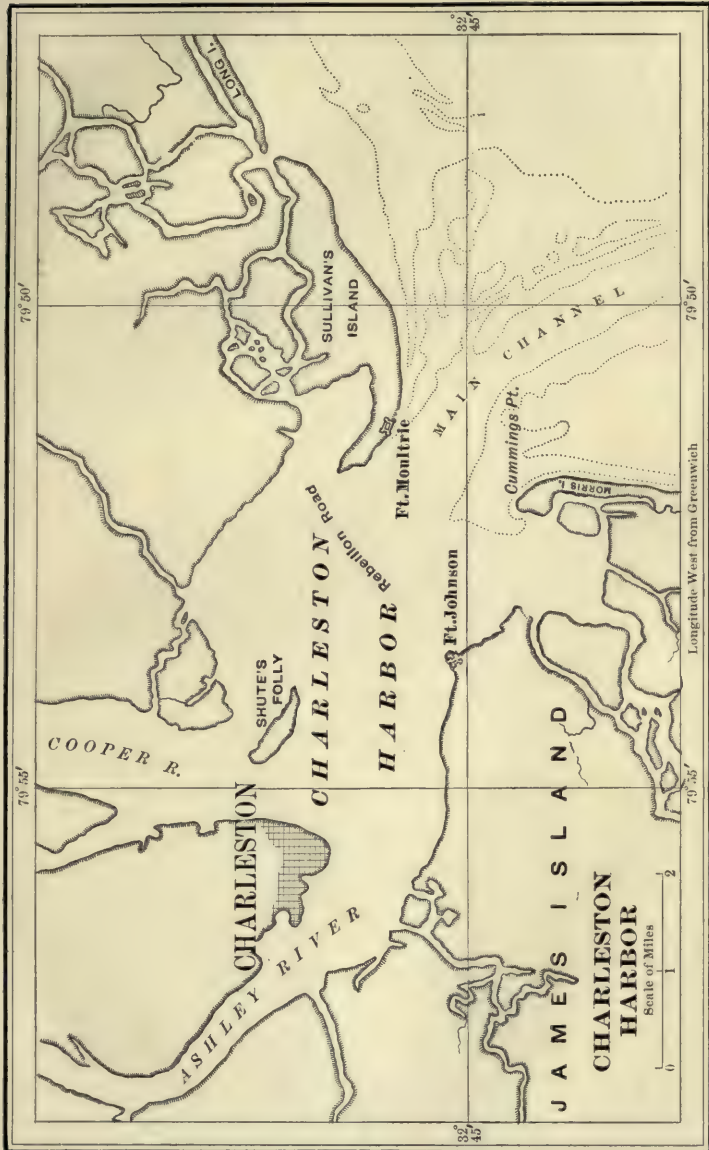 79° 50′
79° 55′
32° 45′
LONG I.
SULLIVAN'S
ISLAND
MAIN CHANNEL
Ft. Moultrie
Cummings Pt.
MORRIS I.
Rebellion Road
CHARLESTON
HARBOR
Ft. Johnson
SHUTE'S
FOLLY
COOPER R.
CHARLESTON
ASHLEY RIVER
JAMES ISLAND
32° 45′
79° 50′
79° 55′
Longitude West from Greenwich
CHARLESTON
HARBOR
Scale of Miles
0 1 2